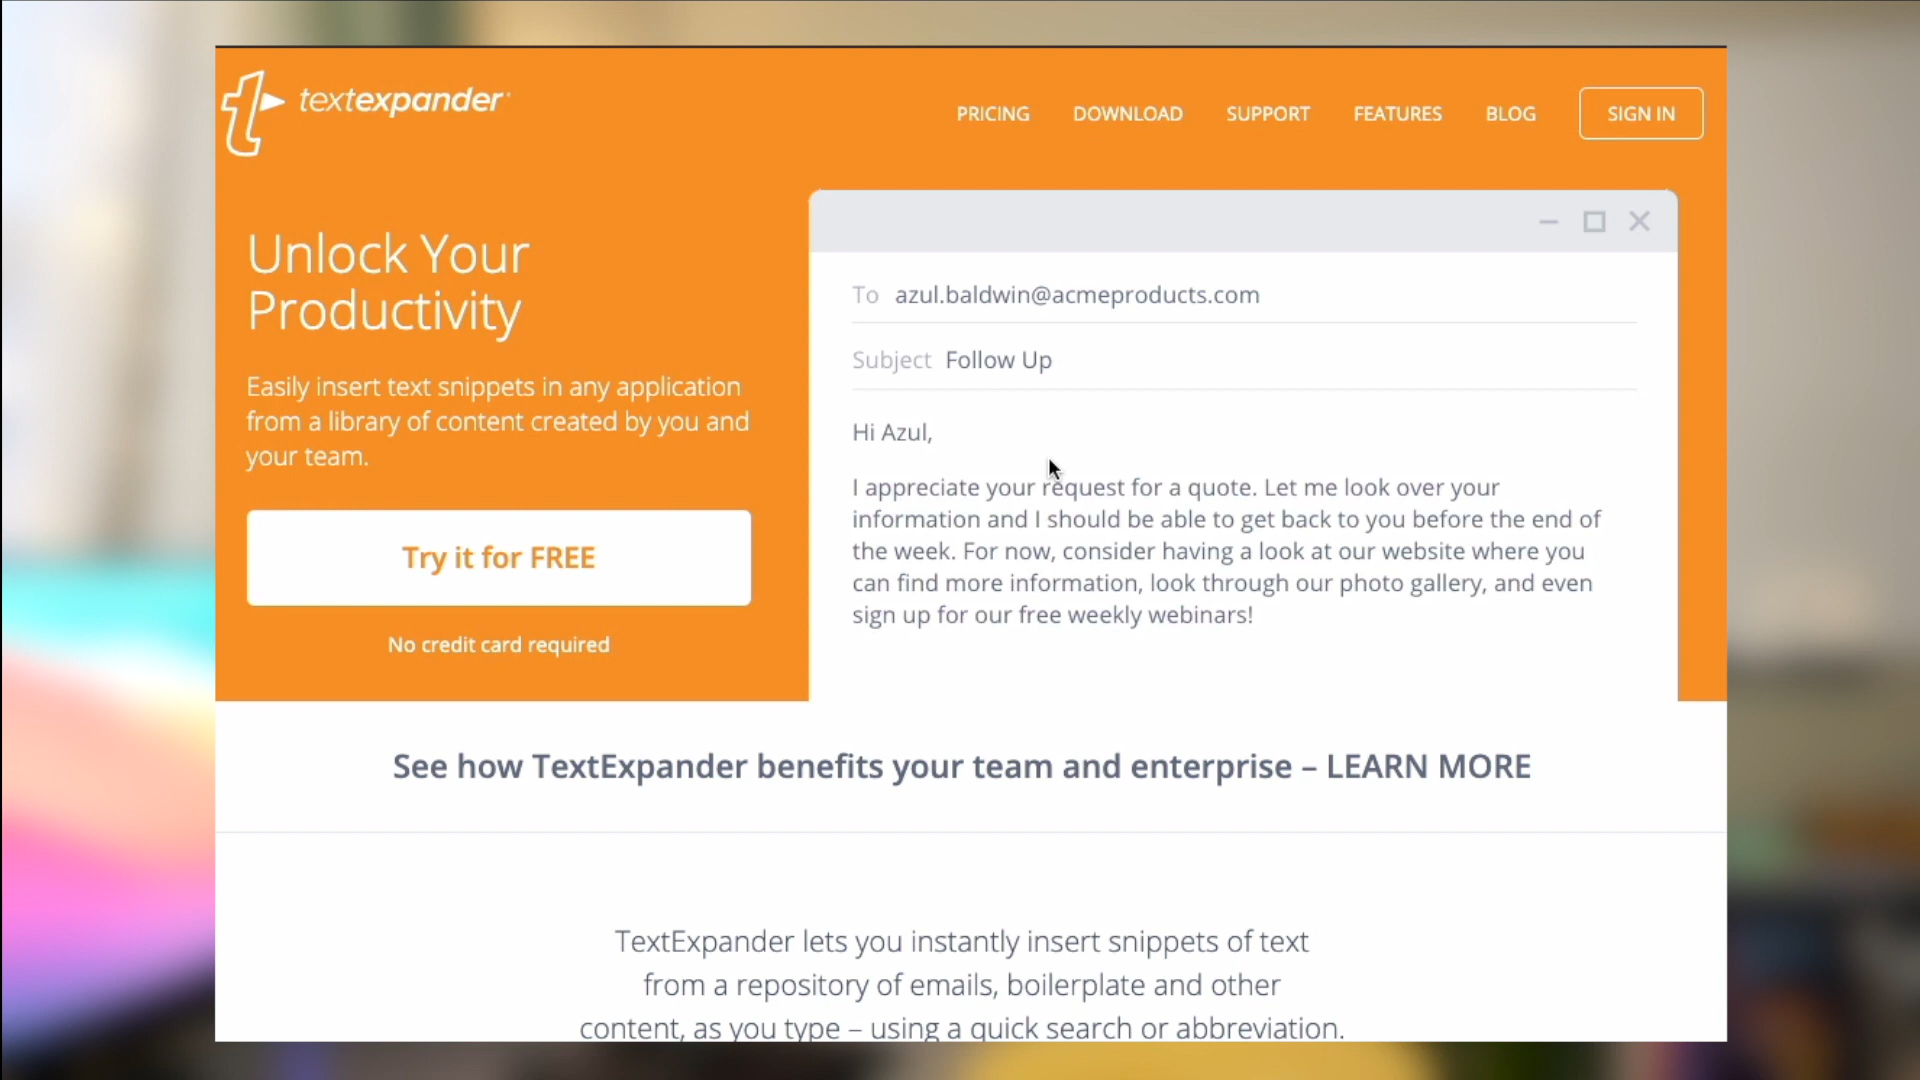 textexpander
PRICING
DOWNLOAD
SUPPORT
FEATURES
BLOG
SIGN IN
Unlock Your
Productivity
Easily insert text snippets in any application
from a library of content created by you and
your team.
Try it for FREE
No credit card required
To azul.baldwin@acmeproducts.com
Subject Follow Up
Hi Azul,
I appreciate your request for a quote. Let me look over your
information and I should be able to get back to you before the end of
the week. For now, consider having a look at our website where you
can find more information, look through our photo gallery, and even
sign up for our free weekly webinars!
See how TextExpander benefits your team and enterprise – LEARN MORE
TextExpander lets you instantly insert snippets of text
from a repository of emails, boilerplate and other
content, as you type – using a quick search or abbreviation.